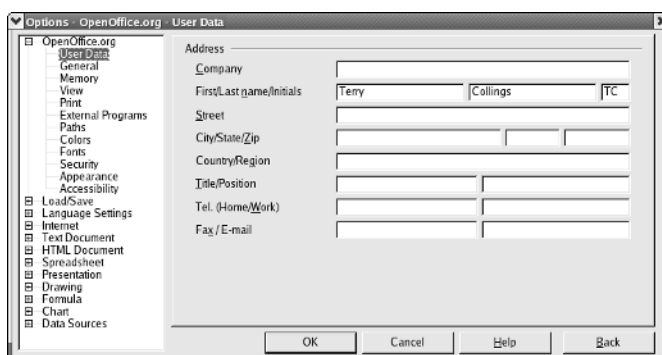 Options - OpenOffice.org - User Data
OpenOffice.org
User Data
General
Memory
View
Print
External Programs
Paths
Colors
Fonts
Security
Appearance
Accessibility
Load/Save
Language Settings
Internet
Text Document
HTML Document
Spreadsheet
Presentation
Drawing
Formula
Chart
Data Sources
Address
Company
First/Last name/Initials Terry Collings TC
Street
City/State/Zip
Country/Region
Title/Position
Tel. (Home/Work)
Fax / E-mail
OK Cancel Help Back